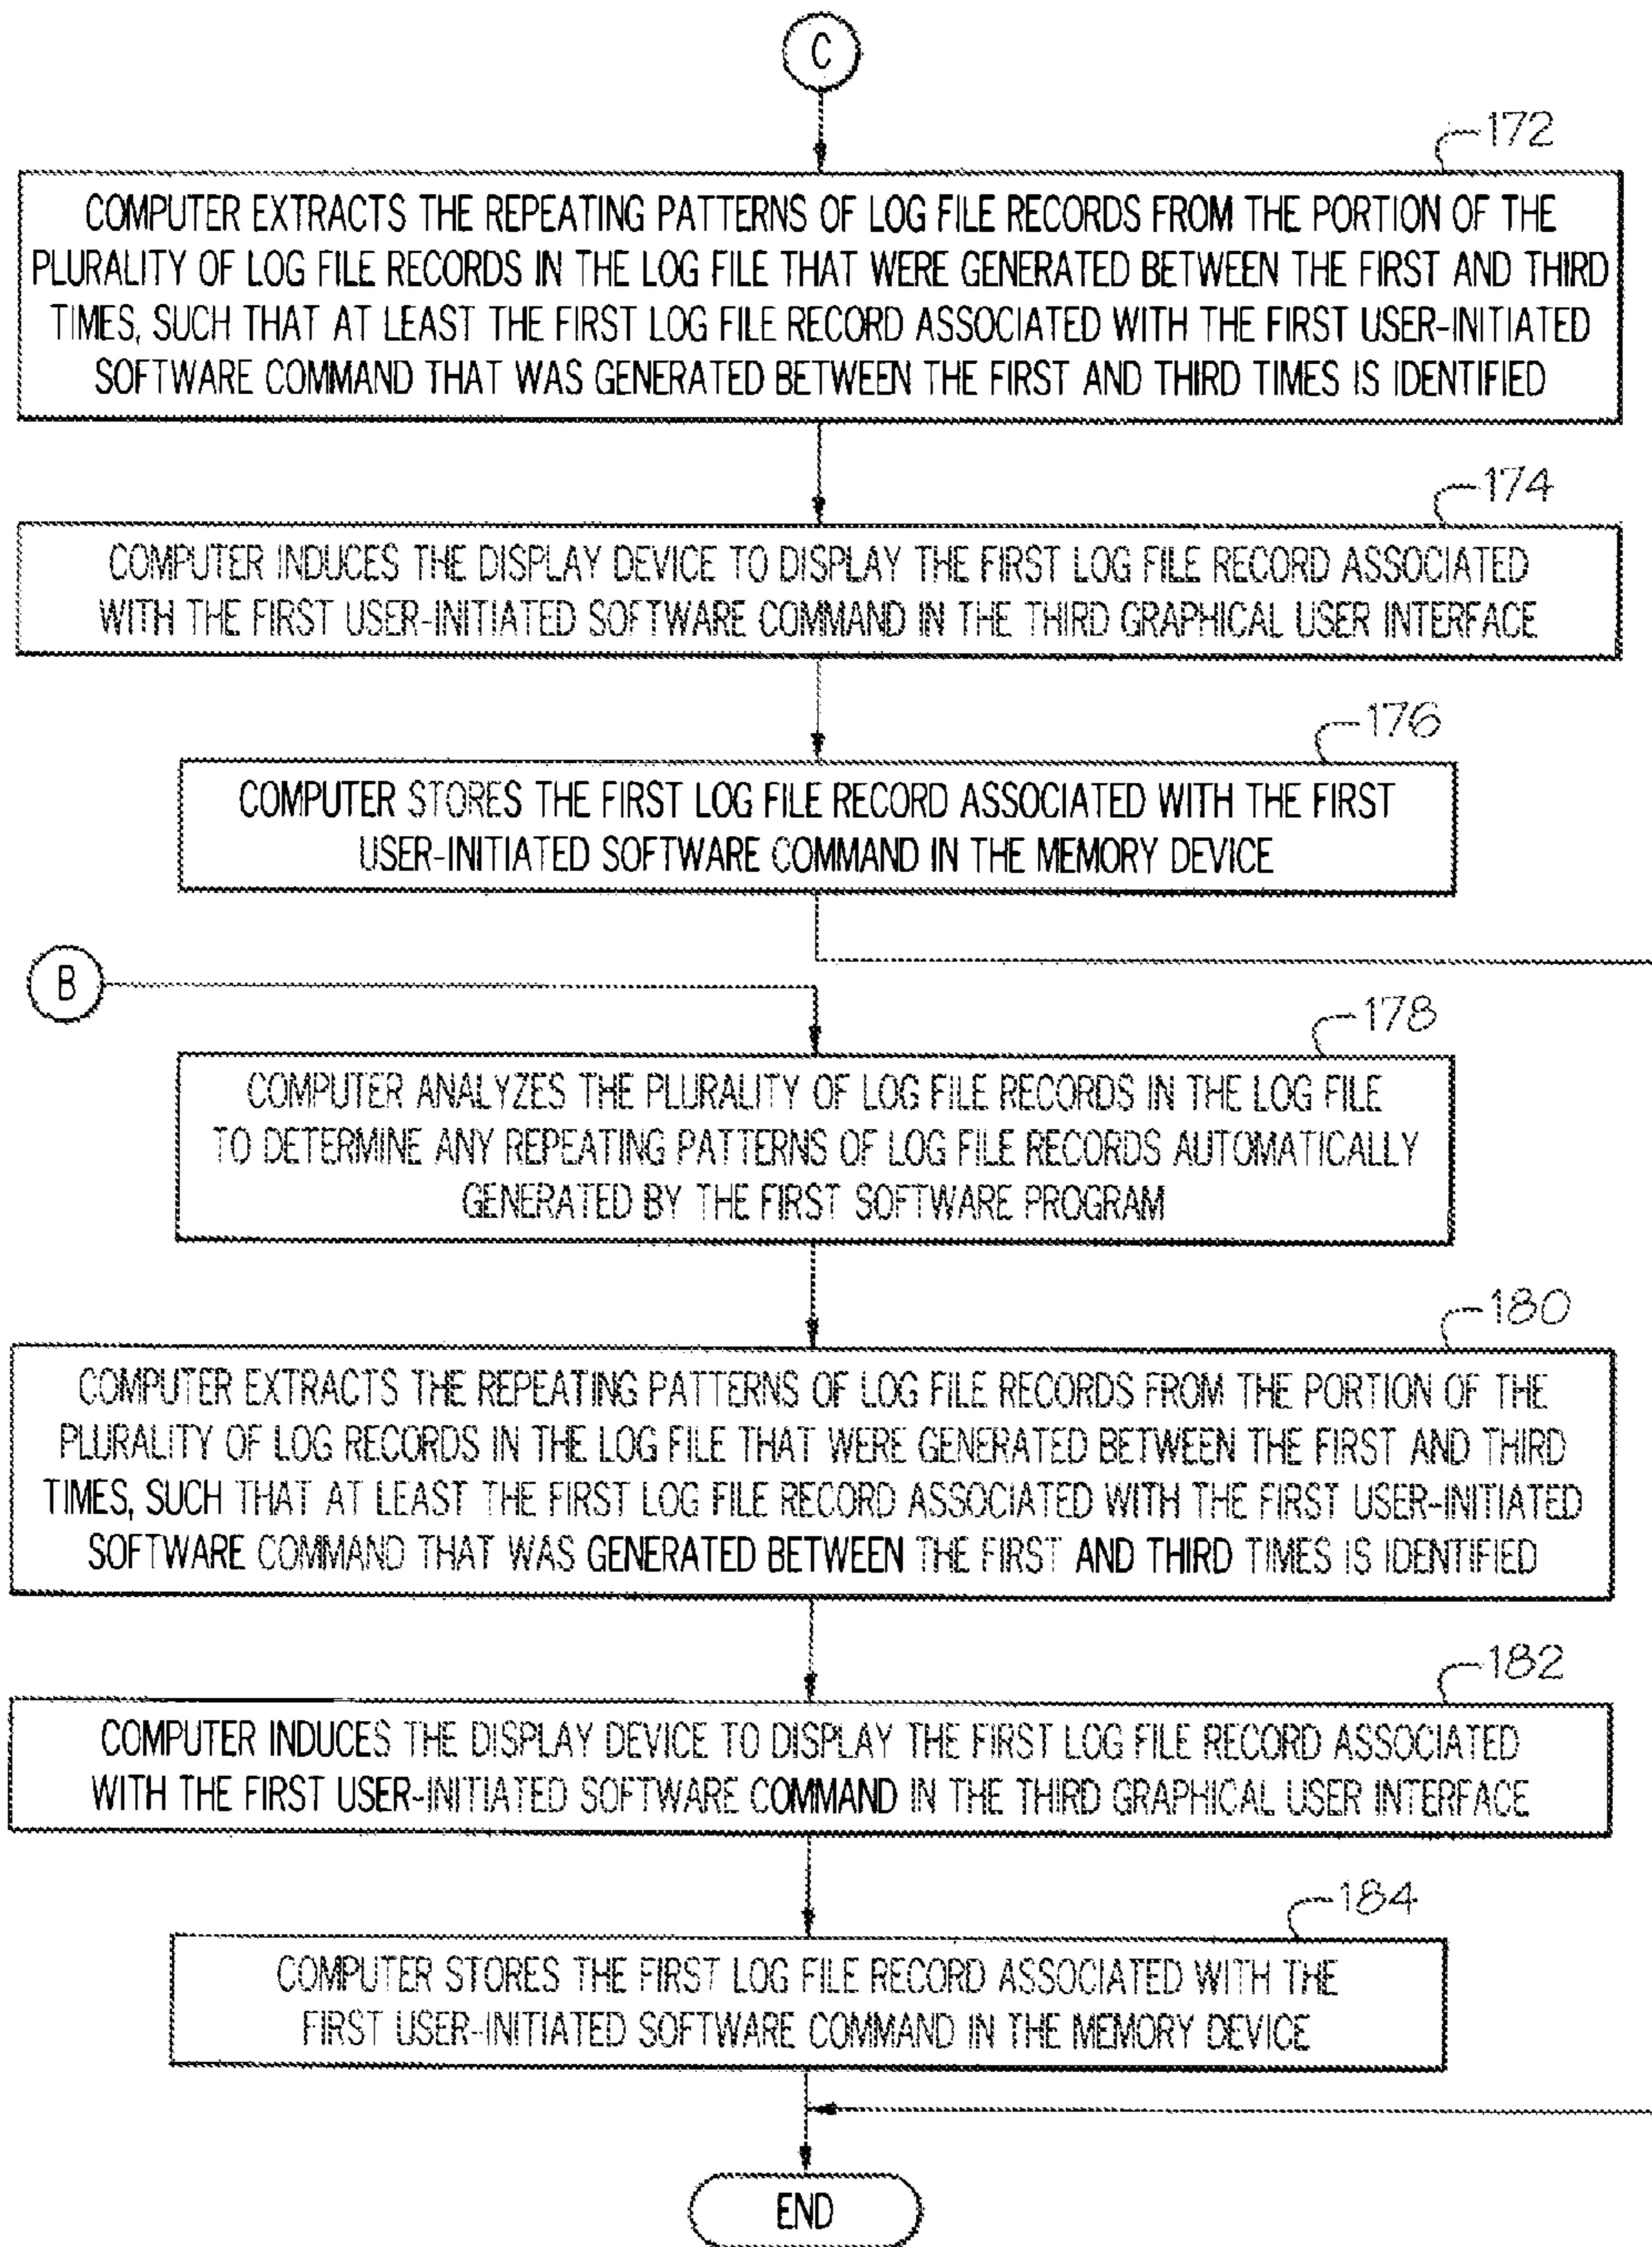 C
172
COMPUTER EXTRACTS THE REPEATING PATTERNS OF LOG FILE RECORDS FROM THE PORTION OF THE
PLURALITY OF LOG FILE RECORDS IN THE LOG FILE THAT WERE GENERATED BETWEEN THE FIRST AND THIRD
TIMES, SUCH THAT AT LEAST THE FIRST LOG FILE RECORD ASSOCIATED WITH THE FIRST USER-INITIATED
SOFTWARE COMMAND THAT WAS GENERATED BETWEEN THE FIRST AND THIRD TIMES IS IDENTIFIED
174
COMPUTER INDUCES THE DISPLAY DEVICE TO DISPLAY THE FIRST LOG FILE RECORD ASSOCIATED
WITH THE FIRST USER-INITIATED SOFTWARE COMMAND IN THE THIRD GRAPHICAL USER INTERFACE
176
COMPUTER STORES THE FIRST LOG FILE RECORD ASSOCIATED WITH THE FIRST
USER-INITIATED SOFTWARE COMMAND IN THE MEMORY DEVICE
B
178
COMPUTER ANALYZES THE PLURALITY OF LOG FILE RECORDS IN THE LOG FILE
TO DETERMINE ANY REPEATING PATTERNS OF LOG FILE RECORDS AUTOMATICALLY
GENERATED BY THE FIRST SOFTWARE PROGRAM
180
COMPUTER EXTRACTS THE REPEATING PATTERNS OF LOG FILE RECORDS FROM THE PORTION OF THE
PLURALITY OF LOG RECORDS IN THE LOG FILE THAT WERE GENERATED BETWEEN THE FIRST AND THIRD
TIMES, SUCH THAT AT LEAST THE FIRST LOG FILE RECORD ASSOCIATED WITH THE FIRST USER-INITIATED
SOFTWARE COMMAND THAT WAS GENERATED BETWEEN THE FIRST AND THIRD TIMES IS IDENTIFIED
182
COMPUTER INDUCES THE DISPLAY DEVICE TO DISPLAY THE FIRST LOG FILE RECORD ASSOCIATED
WITH THE FIRST USER-INITIATED SOFTWARE COMMAND IN THE THIRD GRAPHICAL USER INTERFACE
184
COMPUTER STORES THE FIRST LOG FILE RECORD ASSOCIATED WITH THE
FIRST USER-INITIATED SOFTWARE COMMAND IN THE MEMORY DEVICE
END